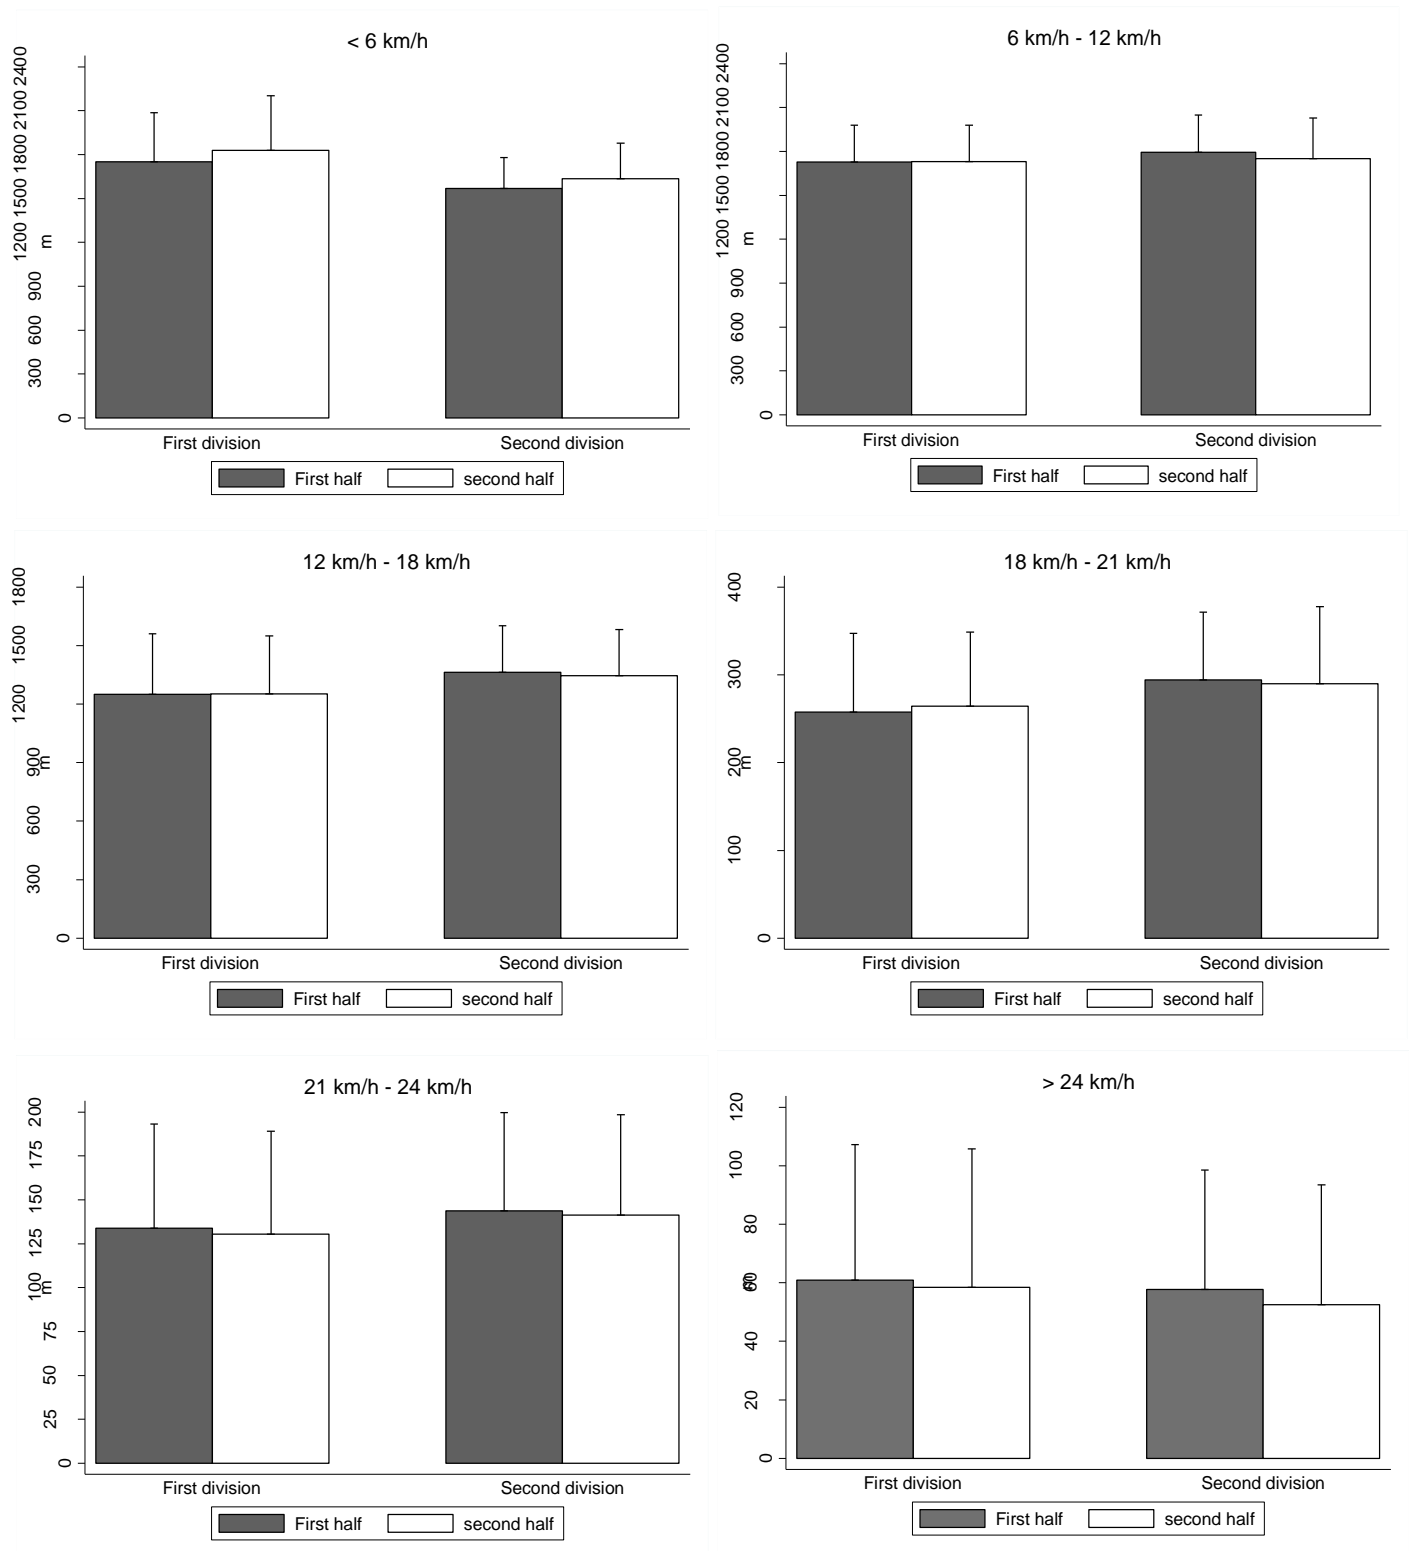 < 6 km/h
2400
2100
1800
1500
1200
900
600
300
0
m
First division Second division
First half second half
6 km/h - 12 km/h
2400
2100
1800
1500
1200
900
600
300
0
m
First division Second division
First half second half
12 km/h - 18 km/h
1800
1500
1200
900
600
300
0
m
First division Second division
First half second half
18 km/h - 21 km/h
400
300
200
100
0
m
First division Second division
First half second half
21 km/h - 24 km/h
200
175
150
125
100
75
50
25
0
m
First division Second division
First half second half
> 24 km/h
120
100
80
60
40
20
0
m
First division Second division
First half second half